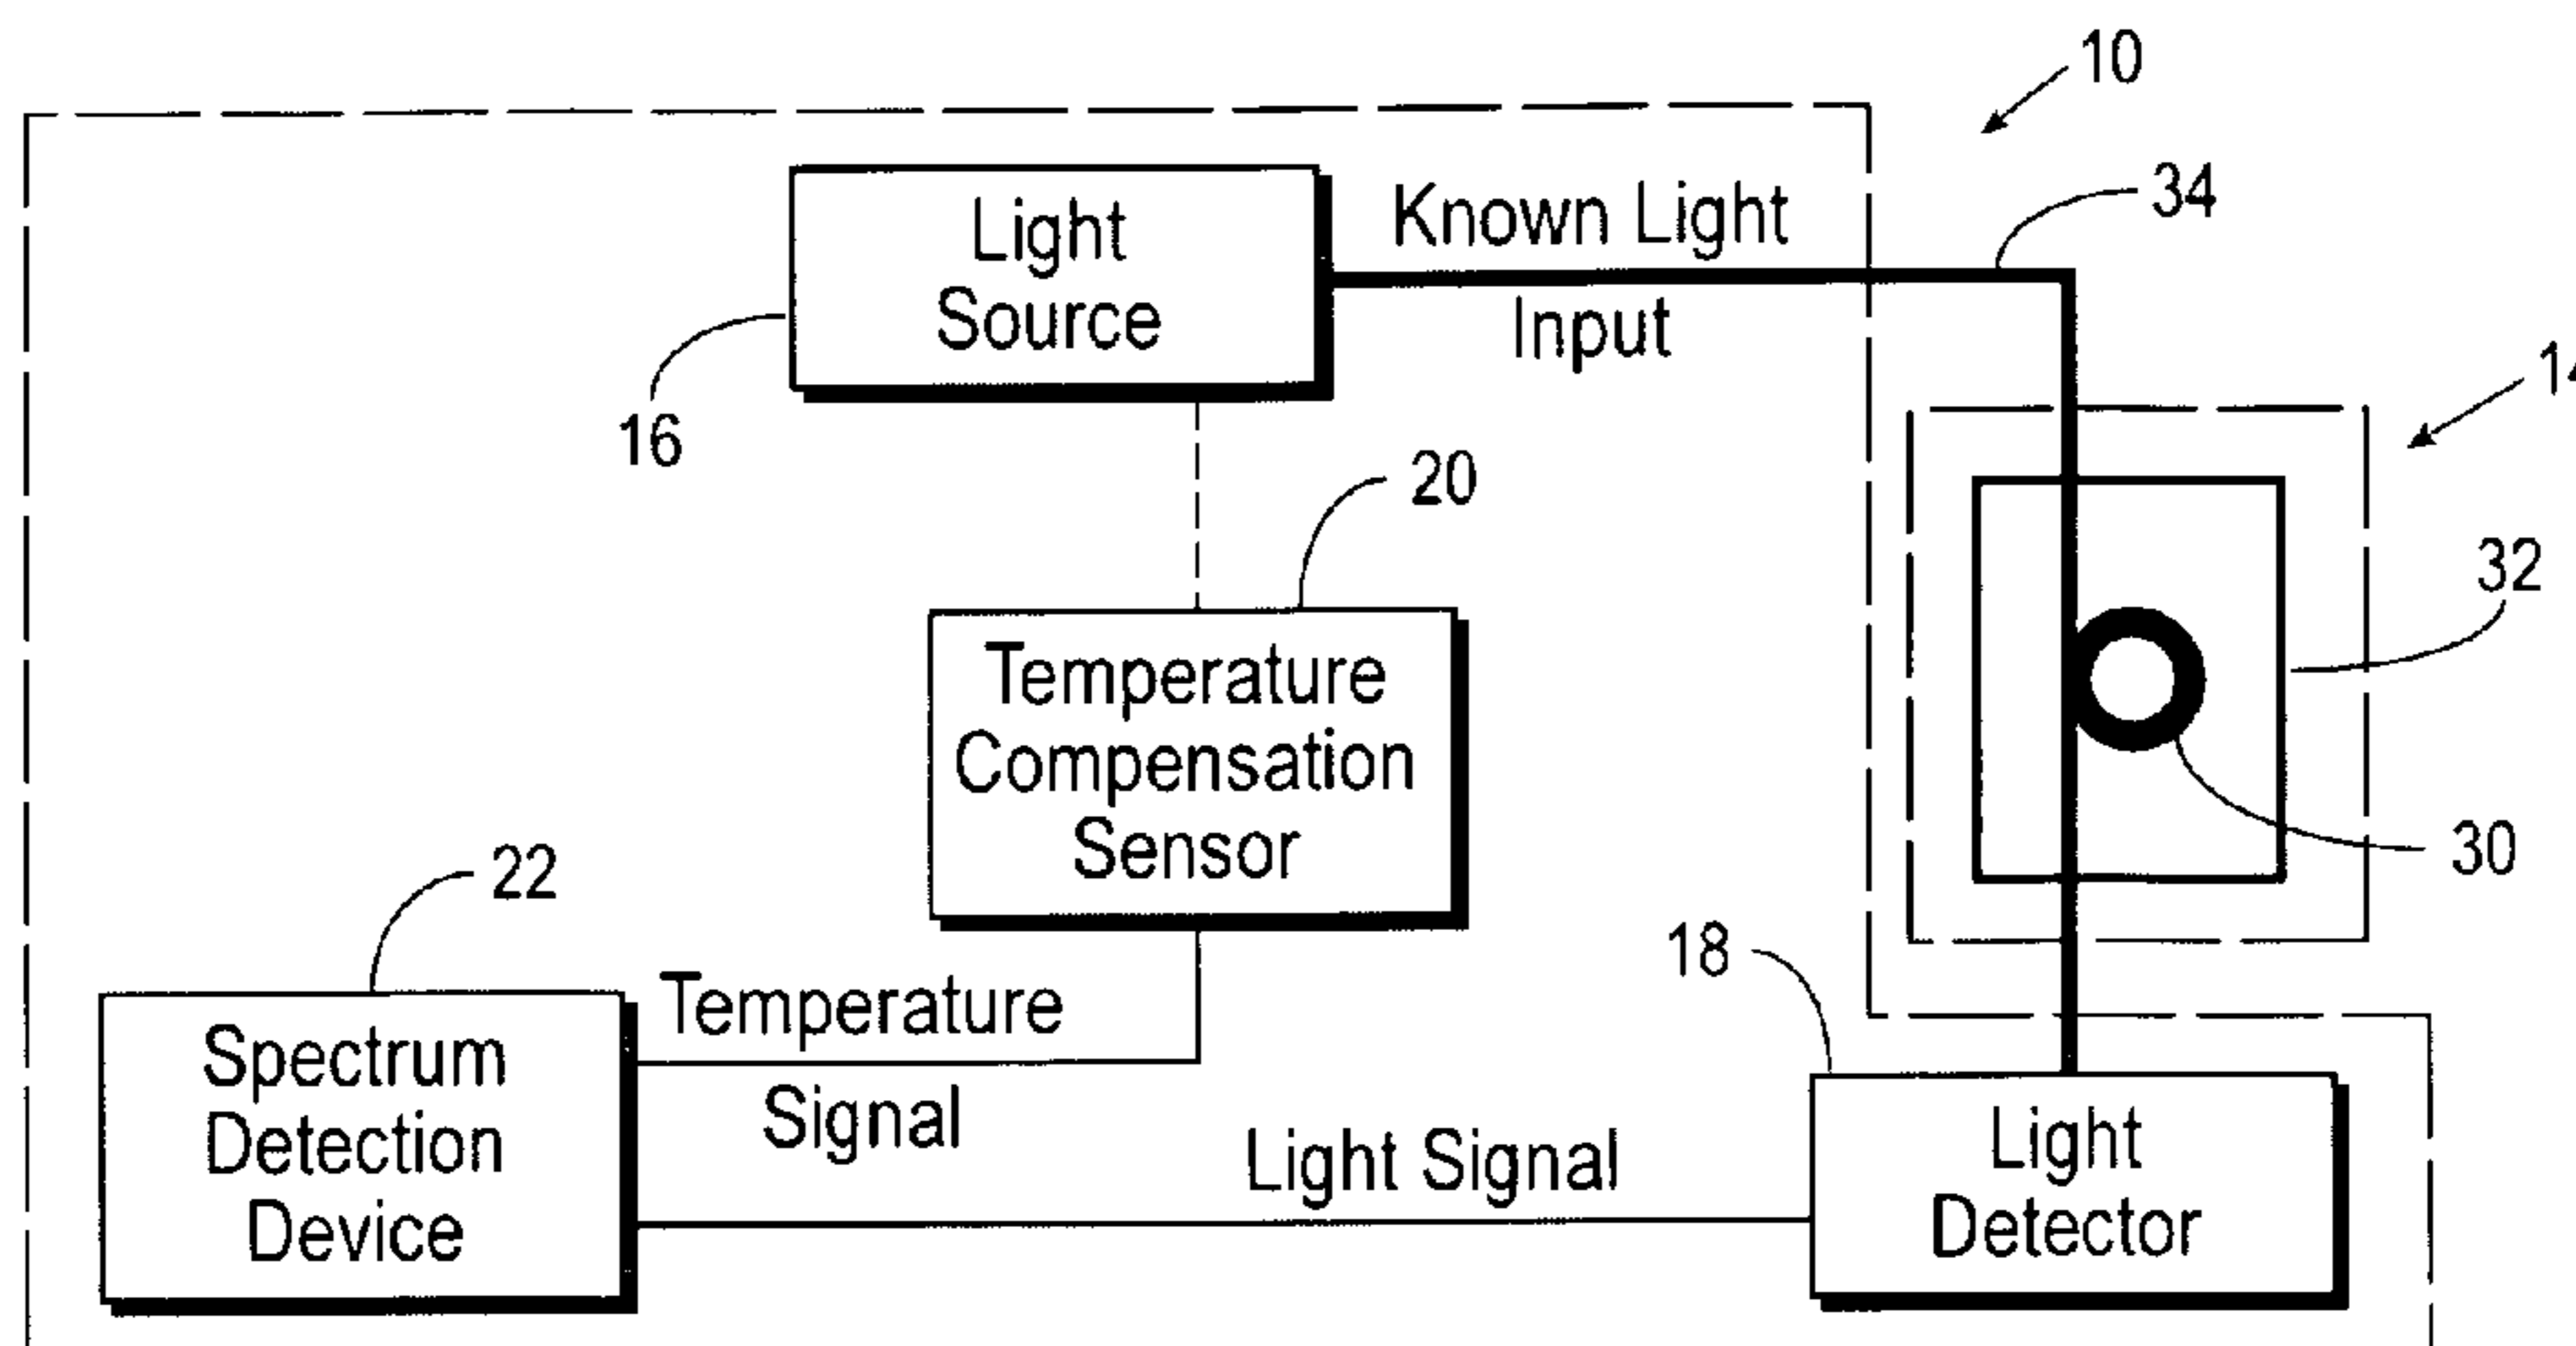 10
34
Light
Source
Known Light
Input
16
14
20
32
Temperature
Compensation
Sensor
30
22
18
Temperature
Signal
Spectrum
Detection
Device
Light Signal
Light
Detector